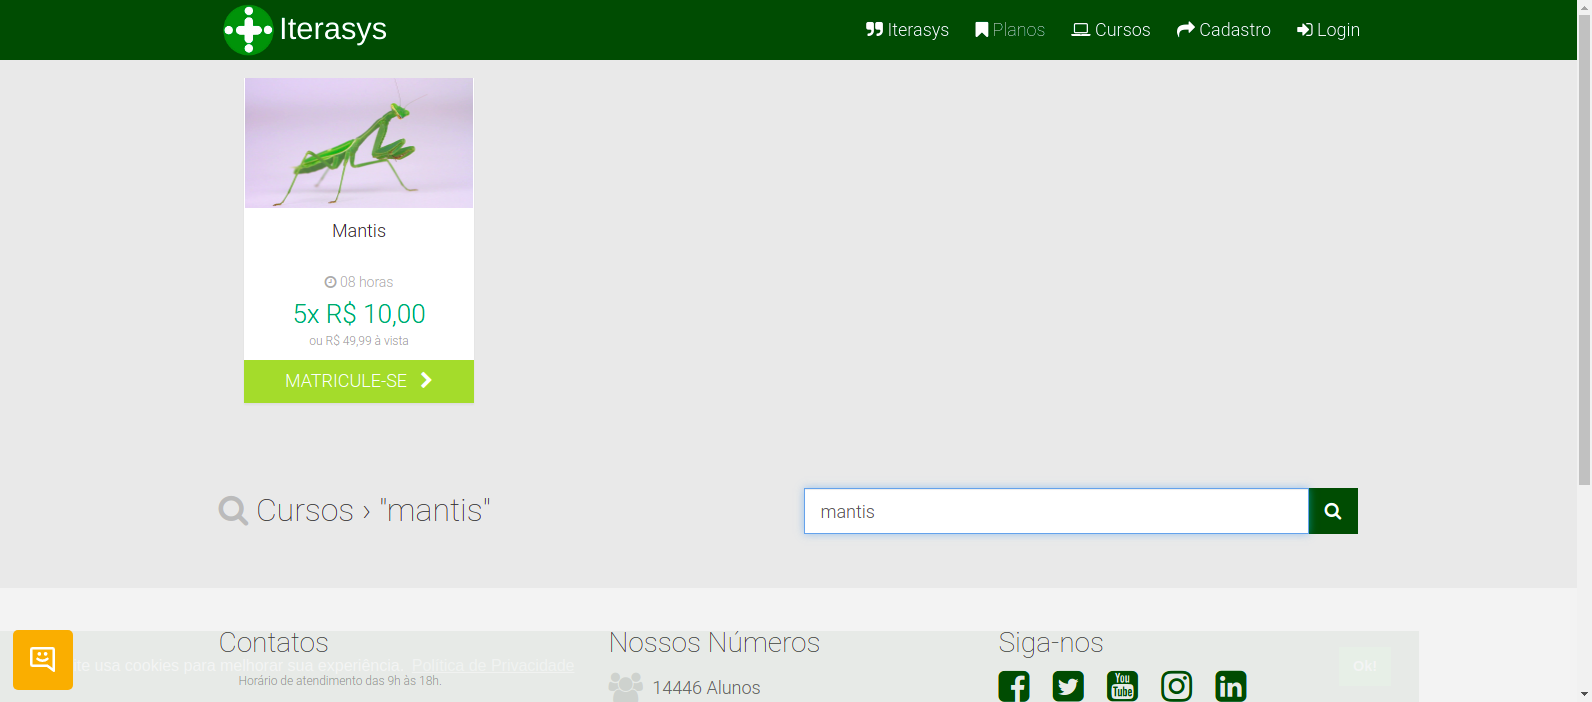 Iterasys
Iterasys Planos Cursos Cadastro Login
Mantis
08 horas
5x R$ 10,00
ou R$ 49,99 à vista
MATRICULE-SE
Cursos › "mantis"
mantis
Contatos
usa cookies para melhorar sua experiência. Política de Privacidade
Ok!
Horário de atendimento das 9h às 18h.
Nossos Números
14446 Alunos
Siga-nos
You
Tube
in